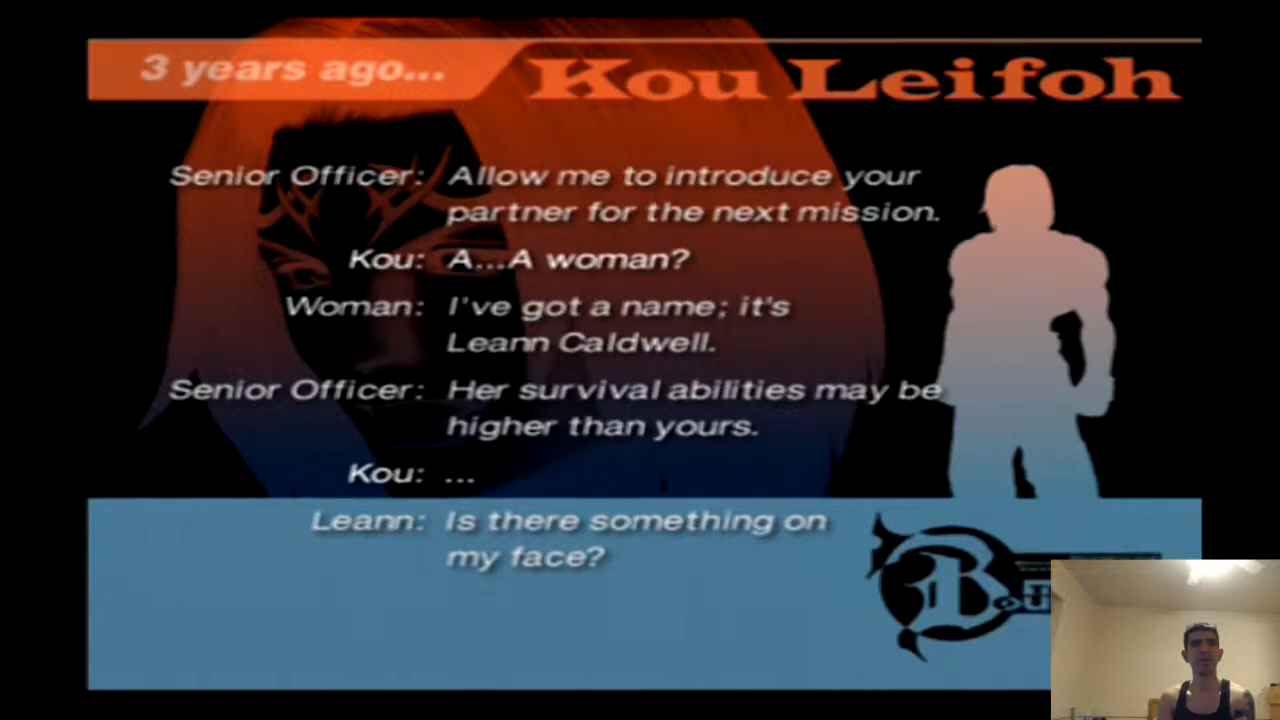 3 years ago...
Kou Leifoh
Senior Officer: Allow me to introduce your
partner for the next mission.
Kou: A...A woman?
Woman: I've got a name; it's
Leann Caldwell.
Senior Officer: Her survival abilities may be
higher than yours.
Kou: ...
Leann: Is there something on
my face?